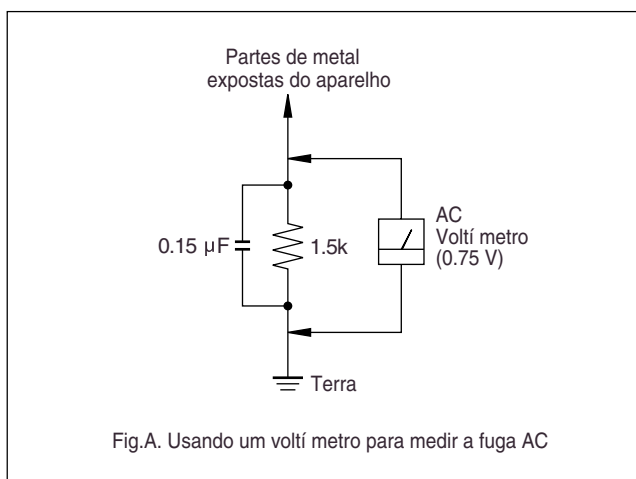 Partes de metal
expostas do aparelho
0.15 µF
1.5k
AC
Voltí metro
(0.75 V)
Terra
Fig.A. Usando um voltí metro para medir a fuga AC